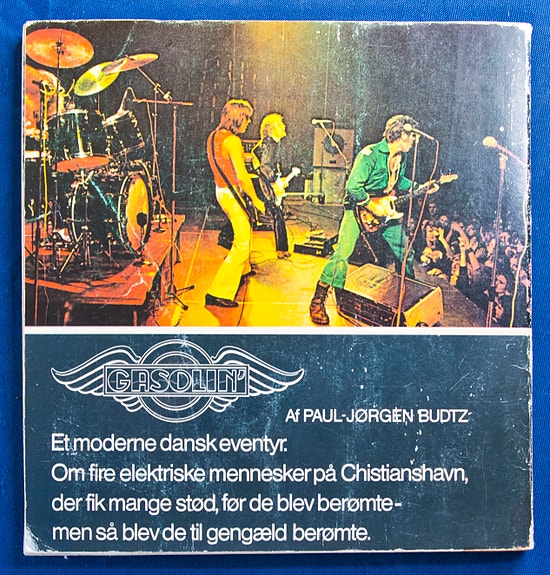 GASOLIN'
Af PAUL-JØRGEN BUDTZ
Et moderne dansk eventyr.
Om fire elektriske mennesker på Chistianshavn,
der fik mange stød, før de blev berømte-
men så blev de til gengæld berømte.